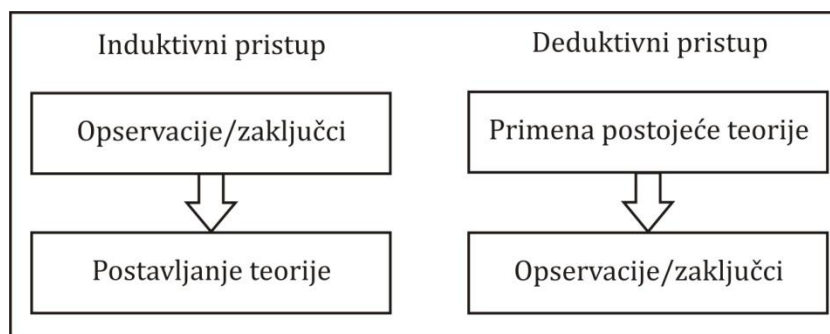 Induktivni pristup
Deduktivni pristup
Opservacije/zaključci
Primena postojeće teorije
Postavljanje teorije
Opservacije/zaključci